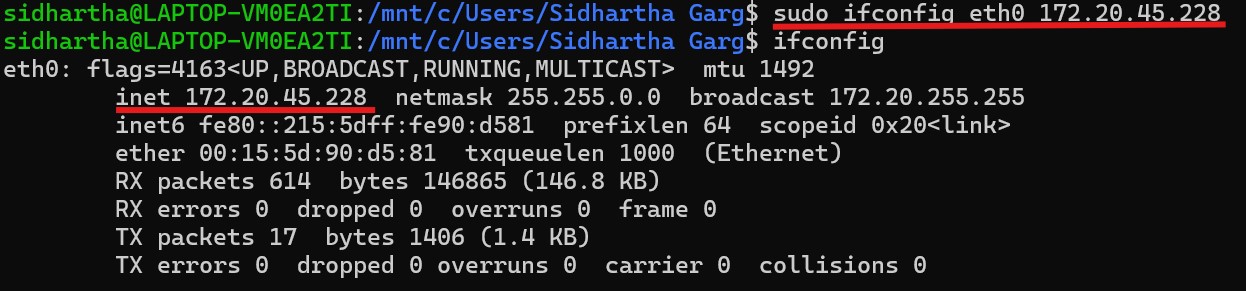 sidhartha@LAPTOP-VM0EA2TI:/mnt/c/Users/Sidhartha Garg$ sudo ifconfig eth0 172.20.45.228
sidhartha@LAPTOP-VM0EA2TI:/mnt/c/Users/Sidhartha Garg$ ifconfig
eth0: flags=4163<UP,BROADCAST,RUNNING,MULTICAST>  mtu 1492
        inet 172.20.45.228  netmask 255.255.0.0  broadcast 172.20.255.255
        inet6 fe80::215:5dff:fe90:d581  prefixlen 64  scopeid 0x20<link>
        ether 00:15:5d:90:d5:81  txqueuelen 1000  (Ethernet)
        RX packets 614  bytes 146865 (146.8 KB)
        RX errors 0  dropped 0  overruns 0  frame 0
        TX packets 17  bytes 1406 (1.4 KB)
        TX errors 0  dropped 0 overruns 0  carrier 0  collisions 0